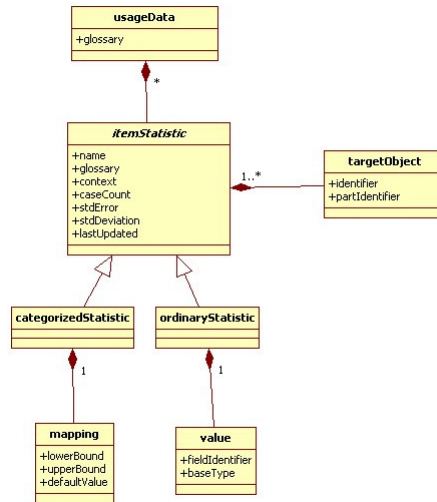 usageData
+glossary
*
itemStatistic
+name
+glossary
+context
+caseCount
+stdError
+stdDeviation
+lastUpdated
1..*
targetObject
+identifier
+partIdentifier
categorizedStatistic
ordinaryStatistic
1
1
mapping
+lowerBound
+upperBound
+defaultValue
value
+fieldIdentifier
+baseType